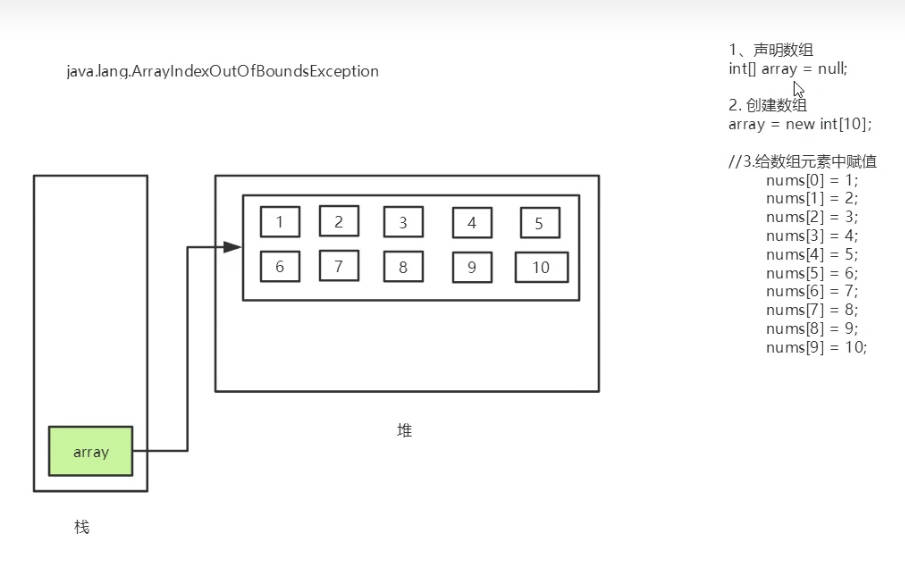 java.lang.ArrayIndexOutOfBoundsException
1、声明数组
int[] array = null;
2. 创建数组
array = new int[10];
//3.给数组元素中赋值
nums[0] = 1;
nums[1] = 2;
nums[2] = 3;
nums[3] = 4;
nums[4] = 5;
nums[5] = 6;
nums[6] = 7;
nums[7] = 8;
nums[8] = 9;
nums[9] = 10;
1 2 3 4 5
6 7 8 9 10
堆
array
栈